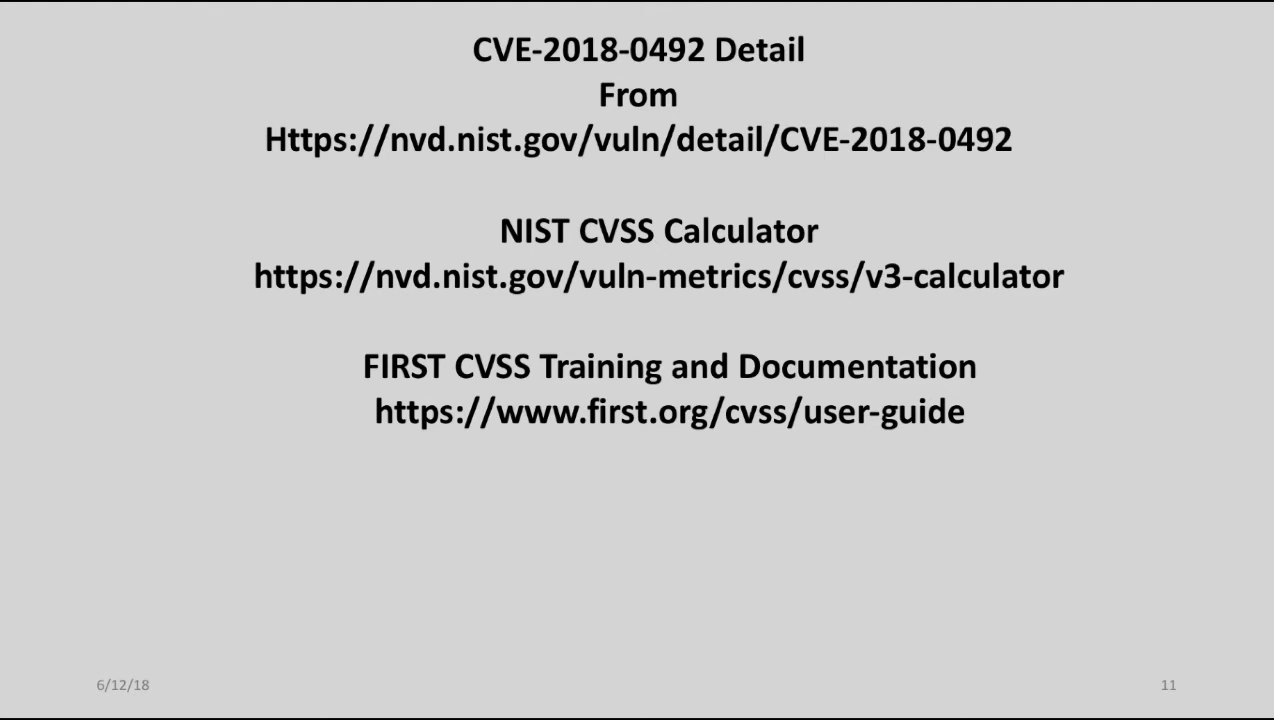 CVE-2018-0492 Detail
From
Https://nvd.nist.gov/vuln/detail/CVE-2018-0492
NIST CVSS Calculator
https://nvd.nist.gov/vuln-metrics/cvss/v3-calculator
FIRST CVSS Training and Documentation
https://www.first.org/cvss/user-guide
6/12/18
11